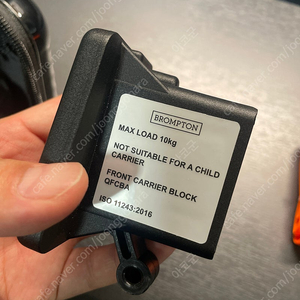 BROMPTON
MAX LOAD 10kg
NOT SUITABLE FOR A CHILD
CARRIER
FRONT CARRIER BLOCK
QFCBA
ISO 11243:2016